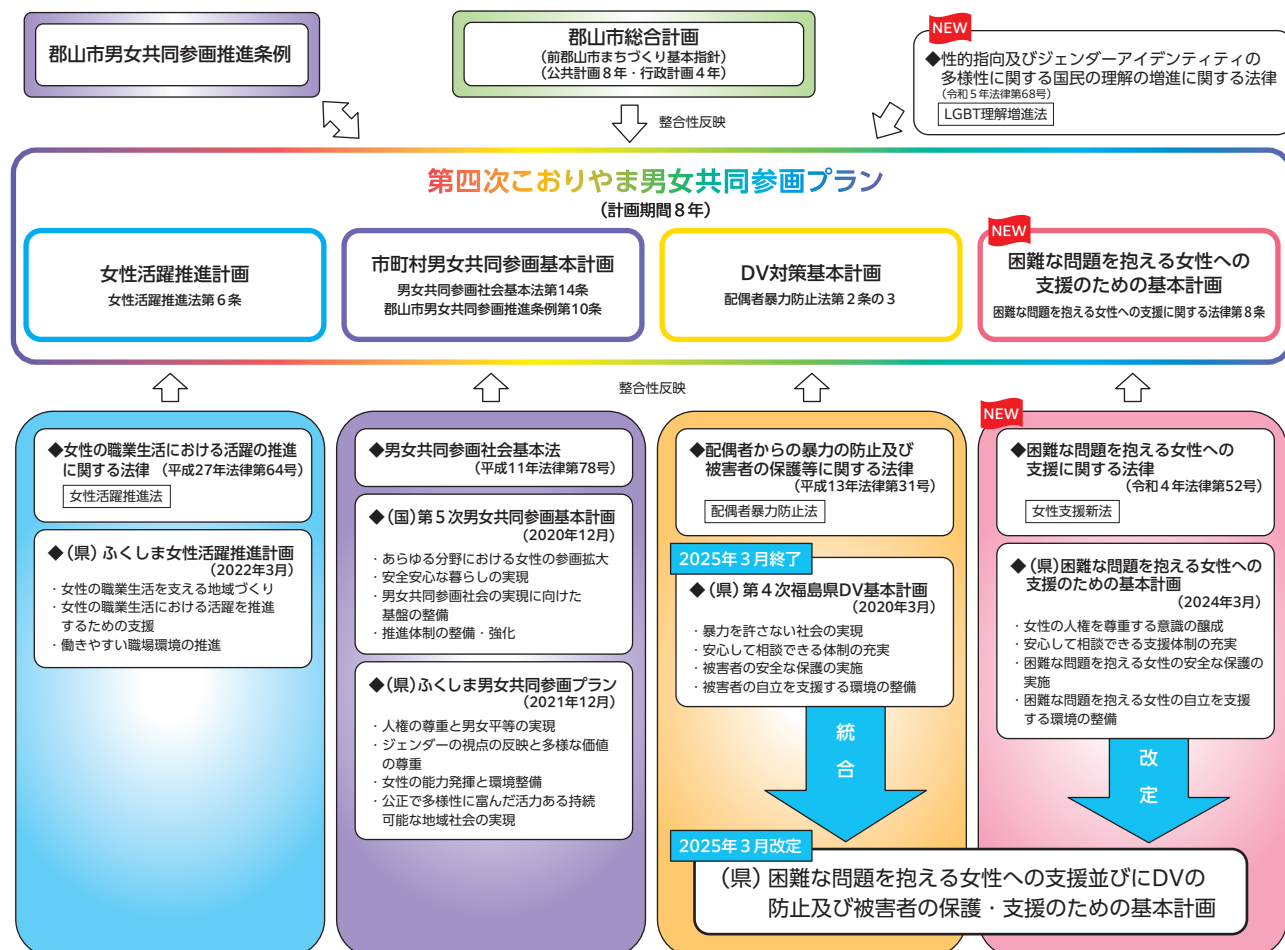 郡山市男女共同参画推進条例
郡山市総合計画
(前郡山市まちづくり基本指針)
(公共計画8年・行政計画4年)
NEW
◆性的指向及びジェンダーアイデンティティの
多様性に関する国民の理解の増進に関する法律
(令和5年法律第68号)
LGBT理解増進法
整合性反映
第四次こおりやま男女共同参画プラン
(計画期間8年)
女性活躍推進計画
女性活躍推進法第6条
市町村男女共同参画基本計画
男女共同参画社会基本法第14条
郡山市男女共同参画推進条例第10条
DV対策基本計画
配偶者暴力防止法第2条の3
NEW
困難な問題を抱える女性への
支援のための基本計画
困難な問題を抱える女性への支援に関する法律第8条
整合性反映
◆女性の職業生活における活躍の推進
に関する法律 (平成27年法律第64号)
女性活躍推進法
◆(県)ふくしま女性活躍推進計画
(2022年3月)
・女性の職業生活を支える地域づくり
・女性の職業生活における活躍を推進
するための支援
・働きやすい職場環境の推進
◆男女共同参画社会基本法
(平成11年法律第78号)
◆(国)第5次男女共同参画基本計画
(2020年12月)
・あらゆる分野における女性の参画拡大
・安全安心な暮らしの実現
・男女共同参画社会の実現に向けた
基盤の整備
・推進体制の整備・強化
◆(県)ふくしま男女共同参画プラン
(2021年12月)
・人権の尊重と男女平等の実現
・ジェンダーの視点の反映と多様な価値
の尊重
・女性の能力発揮と環境整備
・公正で多様性に富んだ活力ある持続
可能な地域社会の実現
◆配偶者からの暴力の防止及び
被害者の保護等に関する法律
(平成13年法律第31号)
配偶者暴力防止法
2025年3月終了
◆(県)第4次福島県DV基本計画
(2020年3月)
・暴力を許さない社会の実現
・安心して相談できる体制の充実
・被害者の安全な保護の実施
・被害者の自立を支援する環境の整備
統合
NEW
◆困難な問題を抱える女性への
支援に関する法律
(令和4年法律第52号)
女性支援新法
◆(県)困難な問題を抱える女性への
支援のための基本計画
(2024年3月)
・女性の人権を尊重する意識の醸成
・安心して相談できる支援体制の充実
・困難な問題を抱える女性の安全な保護の
実施
・困難な問題を抱える女性の自立を支援
する環境の整備
改定
2025年3月改定
(県)困難な問題を抱える女性への支援並びにDVの
防止及び被害者の保護・支援のための基本計画